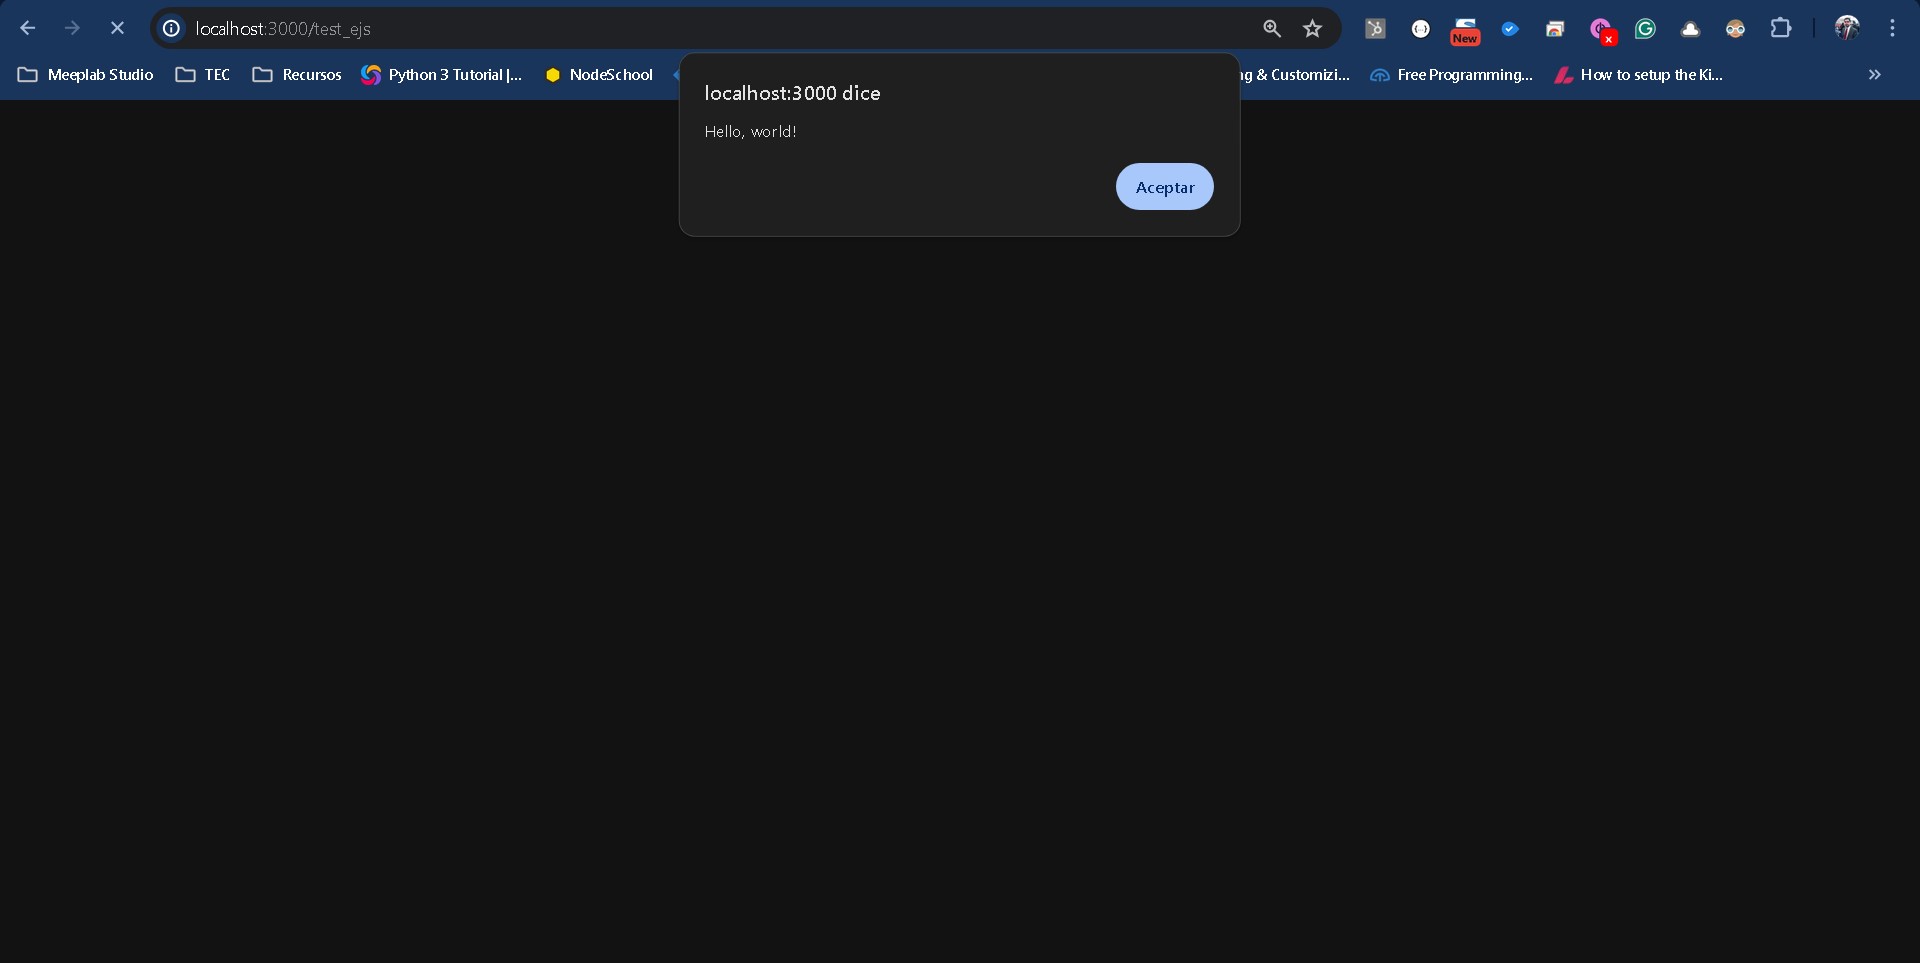 localhost:3000/test_ejs
New
Meeplab Studio
TEC
Recursos
Python 3 Tutorial |...
NodeSchool
ng & Customizi...
Free Programming...
How to setup the Ki...
localhost:3000 dice
Hello, world!
Aceptar